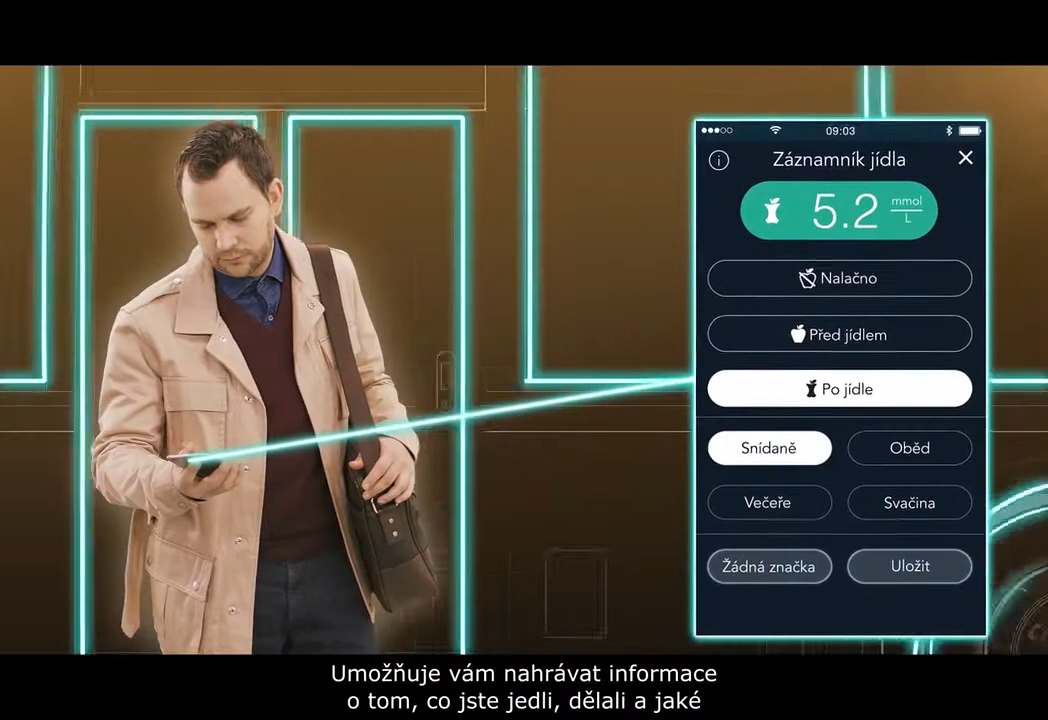 09:03
Záznamník jídla
5.2 mmol/L
Nalačno
Před jídlem
Po jídle
Snídaně Oběd
Večeře Svačina
Žádná značka Uložit
Umožňuje vám nahrávat informace
o tom, co jste jedli, dělali a jaké